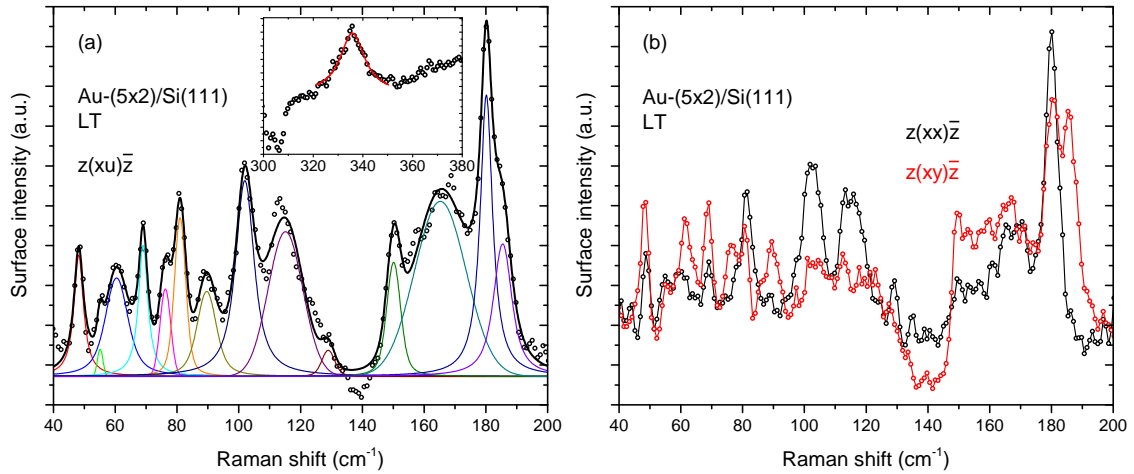 (a)
Au-(5x2)/Si(111)
LT
z(xu)z̄
300 320 340 360 380
Surface intensity (a.u.)
40 60 80 100 120 140 160 180 200
Raman shift (cm⁻¹)
(b)
Au-(5x2)/Si(111)
LT
z(xx)z̄
z(xy)z̄
Surface intensity (a.u.)
40 60 80 100 120 140 160 180 200
Raman shift (cm⁻¹)